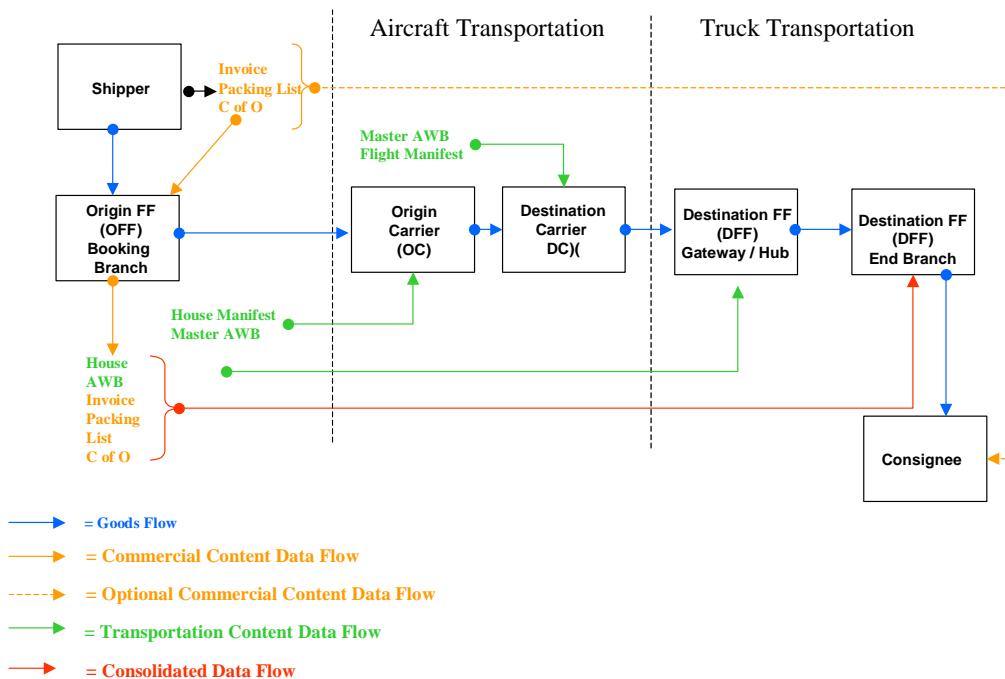 Aircraft Transportation
Truck Transportation
Shipper
Invoice
Packing List
C of O
Master AWB
Flight Manifest
Origin FF
(OFF)
Booking
Branch
Origin
Carrier
(OC)
Destination
Carrier
DC)(
Destination FF
(DFF)
Gateway / Hub
Destination FF
(DFF)
End Branch
House Manifest
Master AWB
House
AWB
Invoice
Packing
List
C of O
Consignee
= Goods Flow
= Commercial Content Data Flow
= Optional Commercial Content Data Flow
= Transportation Content Data Flow
= Consolidated Data Flow